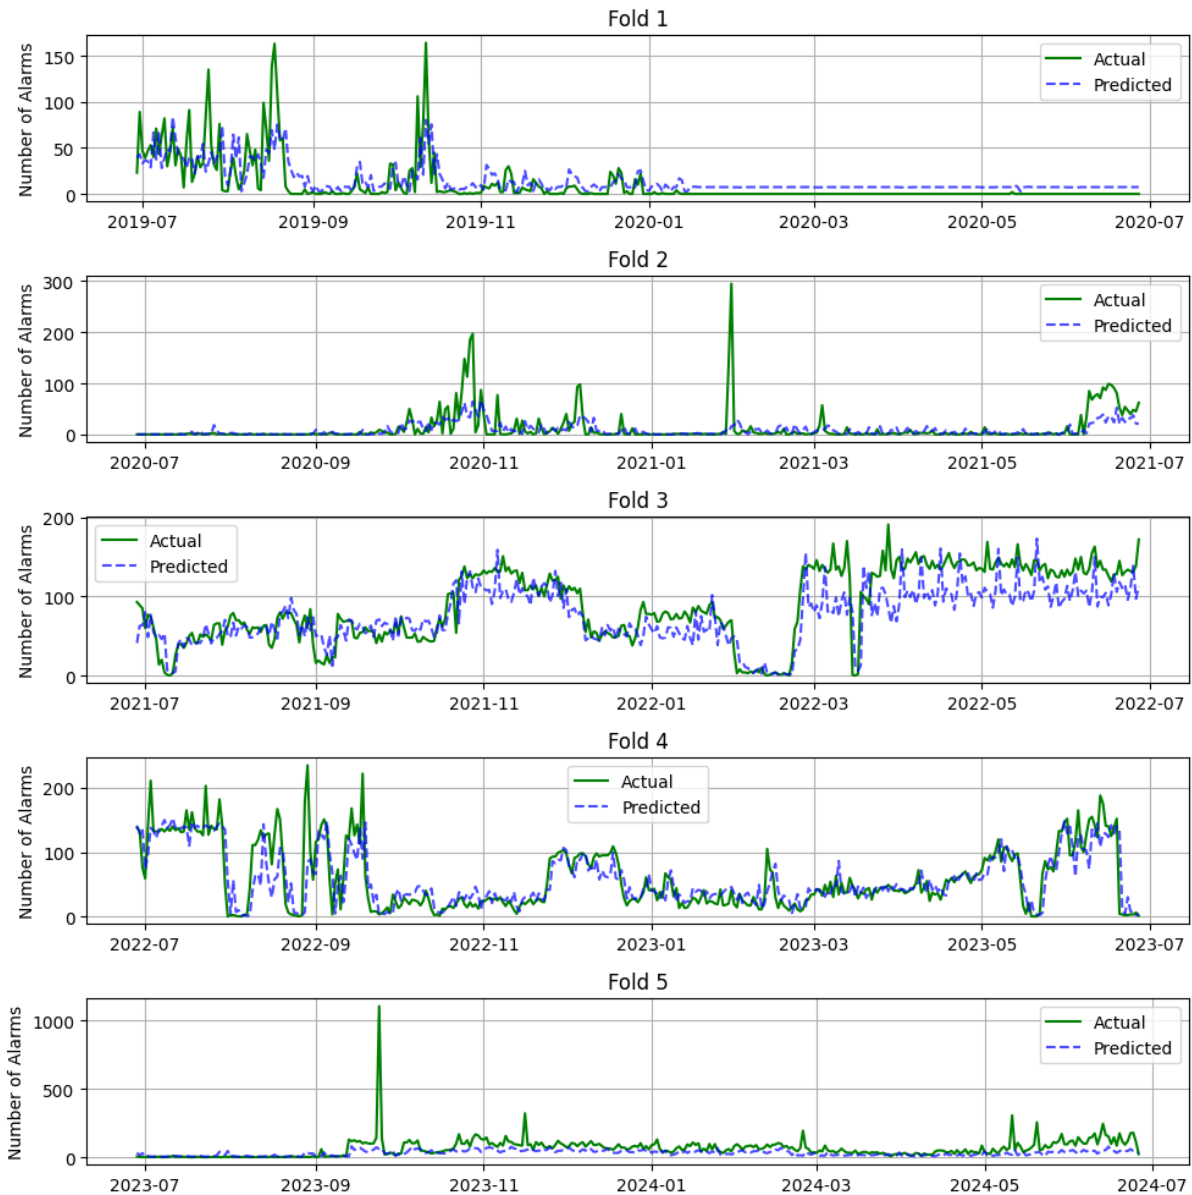 Fold 1
Number of Alarms
150
100
50
0
Actual
Predicted
2019-07
2019-09
2019-11
2020-01
2020-03
2020-05
2020-07
Fold 2
Number of Alarms
300
200
100
0
Actual
Predicted
2020-07
2020-09
2020-11
2021-01
2021-03
2021-05
2021-07
Fold 3
Number of Alarms
200
100
0
Actual
Predicted
2021-07
2021-09
2021-11
2022-01
2022-03
2022-05
2022-07
Fold 4
Number of Alarms
200
100
0
Actual
Predicted
2022-07
2022-09
2022-11
2023-01
2023-03
2023-05
2023-07
Fold 5
Number of Alarms
1000
500
0
Actual
Predicted
2023-07
2023-09
2023-11
2024-01
2024-03
2024-05
2024-07